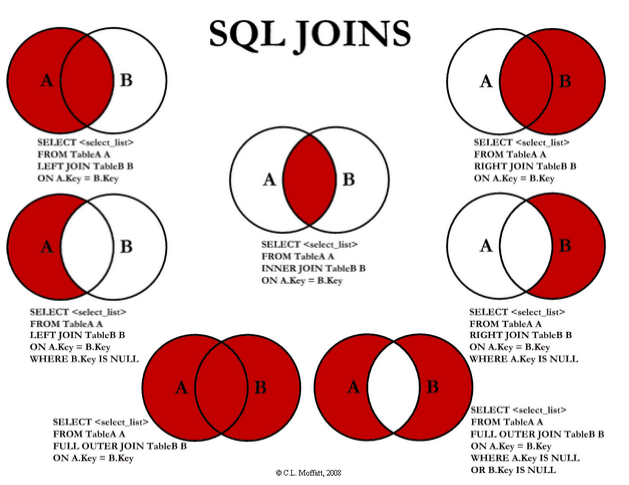 SQL JOINS
A B
SELECT <select_list>
FROM TableA A
LEFT JOIN TableB B
ON A.Key = B.Key
A B
SELECT <select_list>
FROM TableA A
RIGHT JOIN TableB B
ON A.Key = B.Key
A B
SELECT <select_list>
FROM TableA A
INNER JOIN TableB B
ON A.Key = B.Key
A B
SELECT <select_list>
FROM TableA A
LEFT JOIN TableB B
ON A.Key = B.Key
WHERE B.Key IS NULL
A B
SELECT <select_list>
FROM TableA A
RIGHT JOIN TableB B
ON A.Key = B.Key
WHERE A.Key IS NULL
A B
SELECT <select_list>
FROM TableA A
FULL OUTER JOIN TableB B
ON A.Key = B.Key
A B
SELECT <select_list>
FROM TableA A
FULL OUTER JOIN TableB B
ON A.Key = B.Key
WHERE A.Key IS NULL
OR B.Key IS NULL
© C.L. Moffatt, 2008